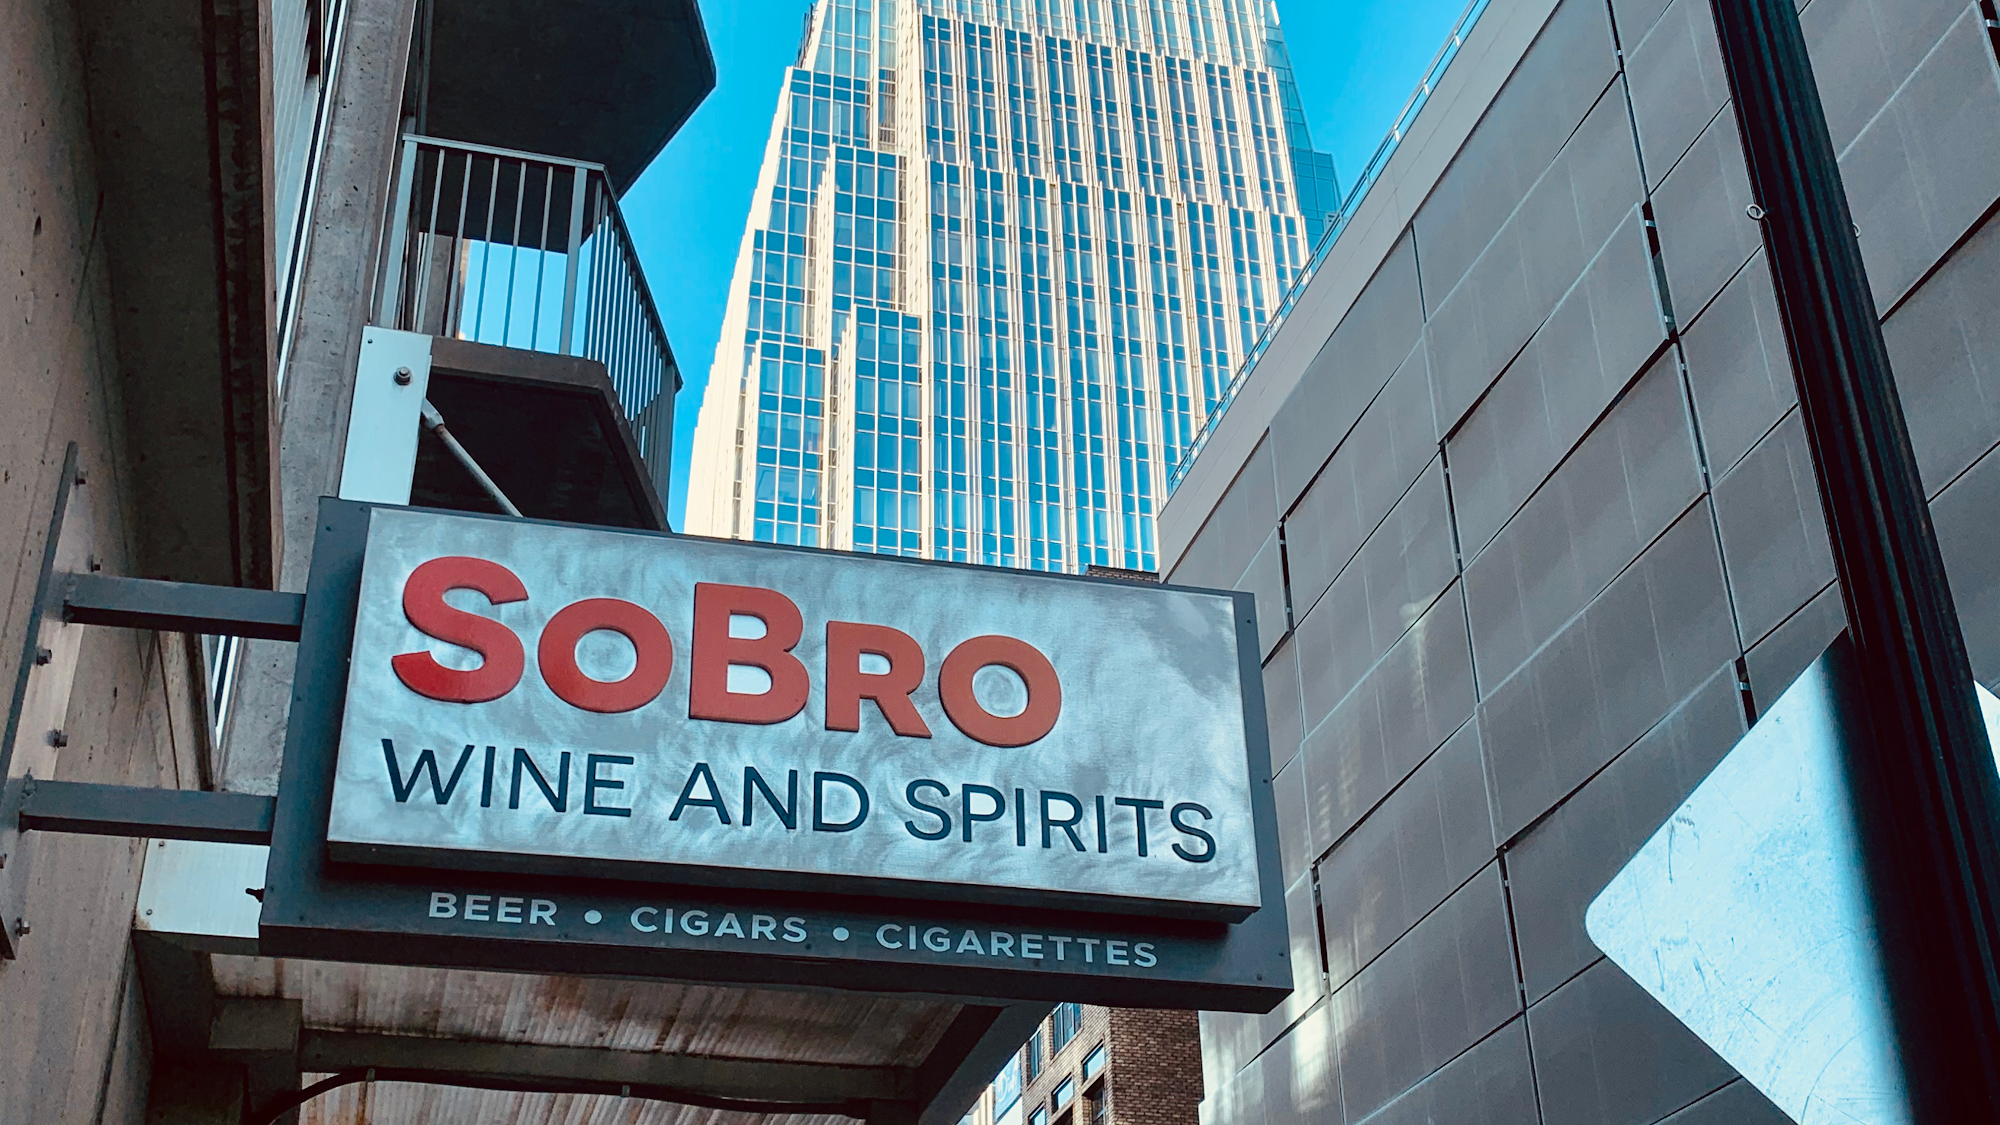 SoBro
WINE AND SPIRITS
BEER • CIGARS • CIGARETTES